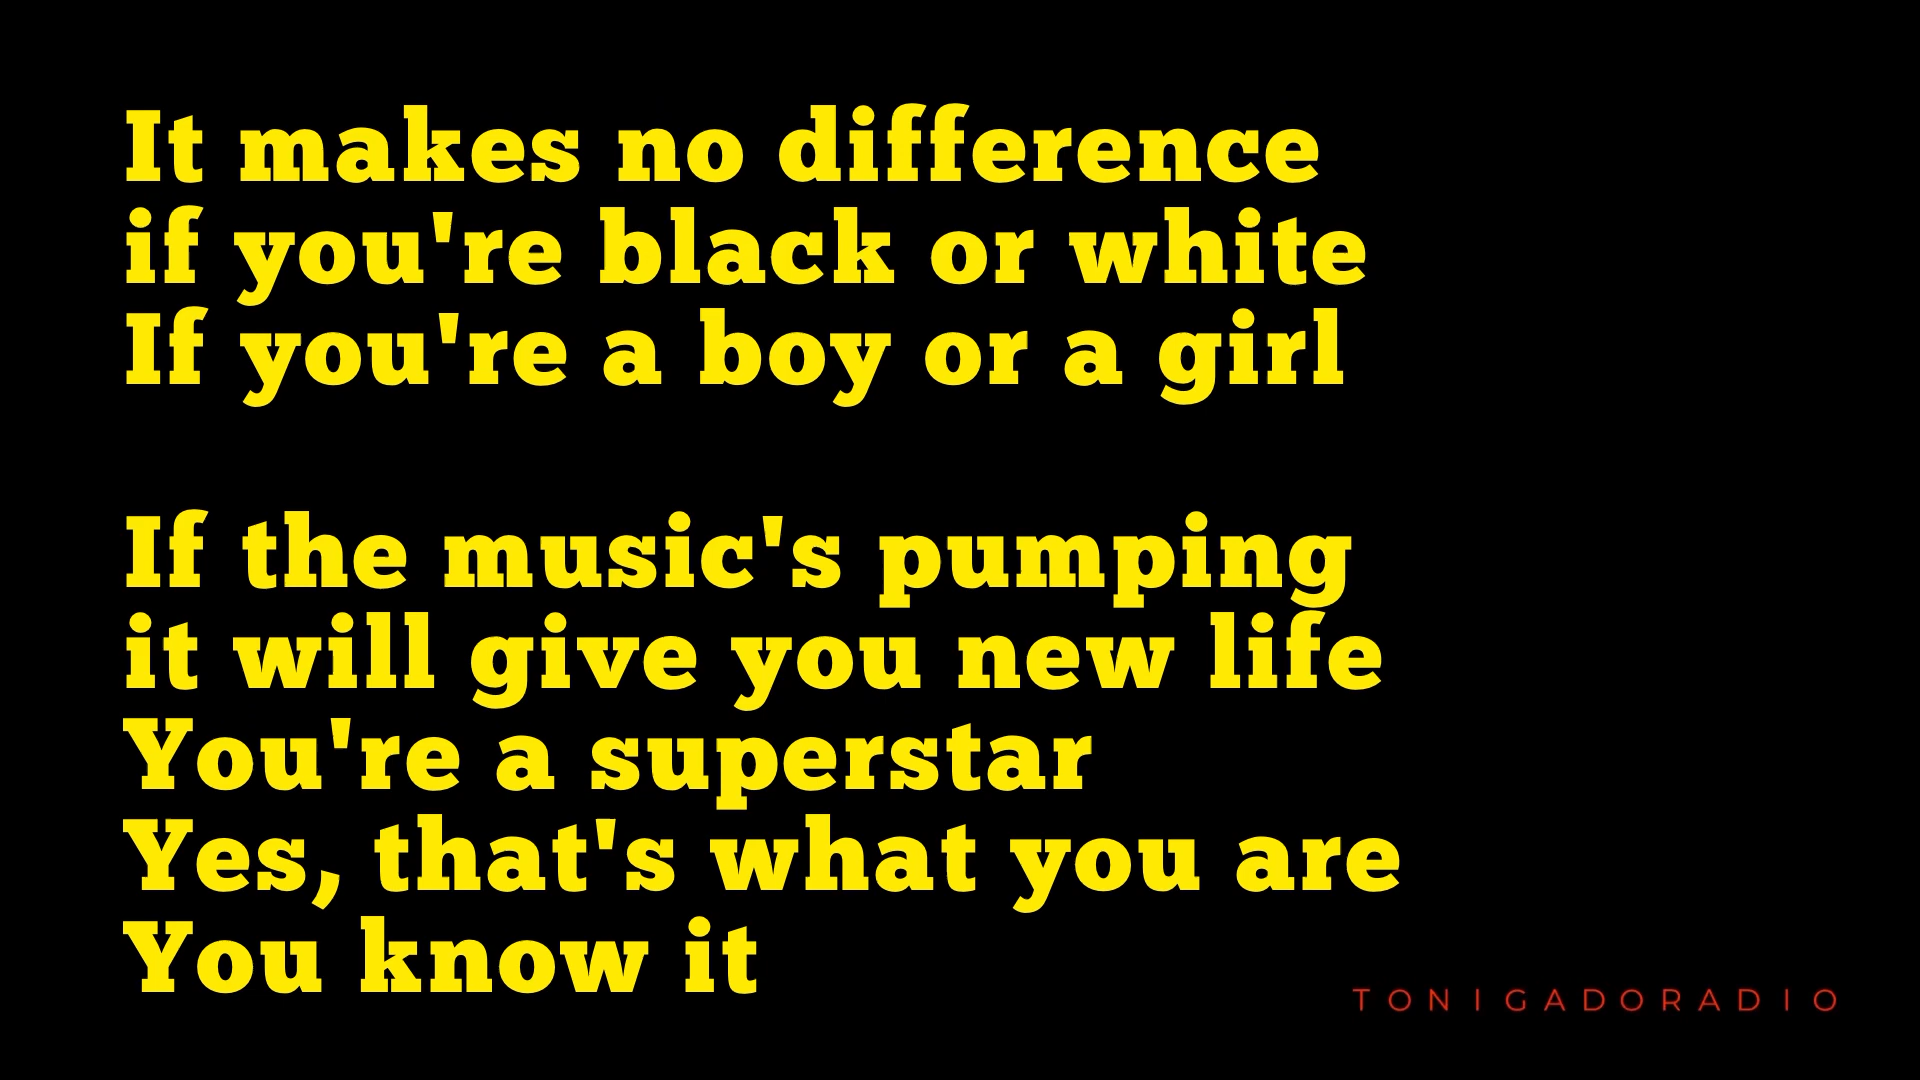 It makes no difference
if you're black or white
If you're a boy or a girl
If the music's pumping
it will give you new life
You're a superstar
Yes, that's what you are
You know it
TONIGADORADIO